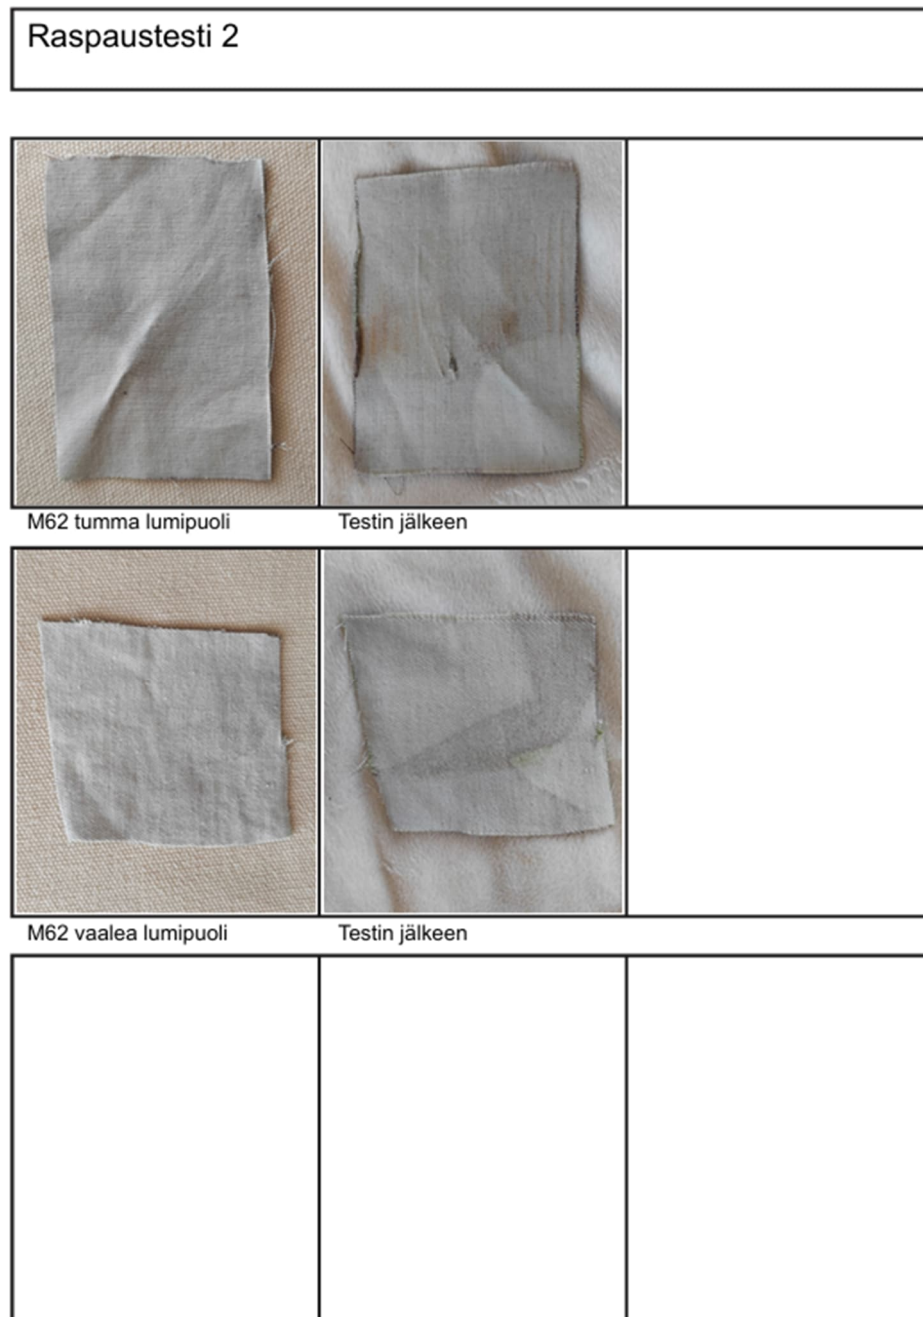 Raspaustesti 2
M62 tumma lumipuoli
Testin jälkeen
M62 vaalea lumipuoli
Testin jälkeen